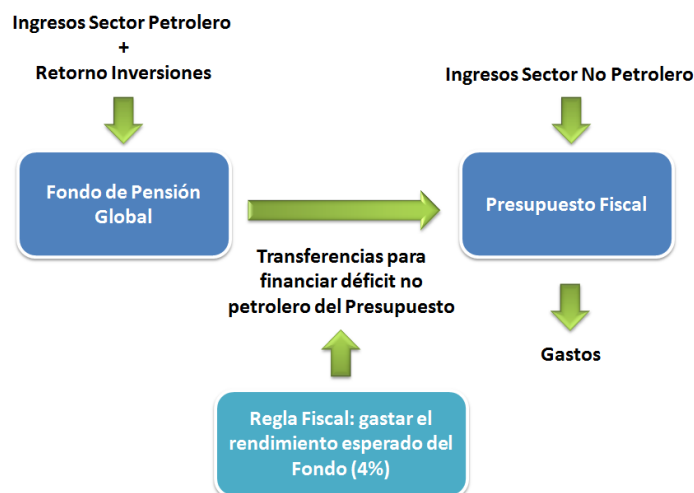 Ingresos Sector Petrolero
+
Retorno Inversiones
Ingresos Sector No Petrolero
Fondo de Pensión
Global
Presupuesto Fiscal
Transferencias para
financiar déficit no
petrolero del Presupuesto
Gastos
Regla Fiscal: gastar el
rendimiento esperado del
Fondo (4%)